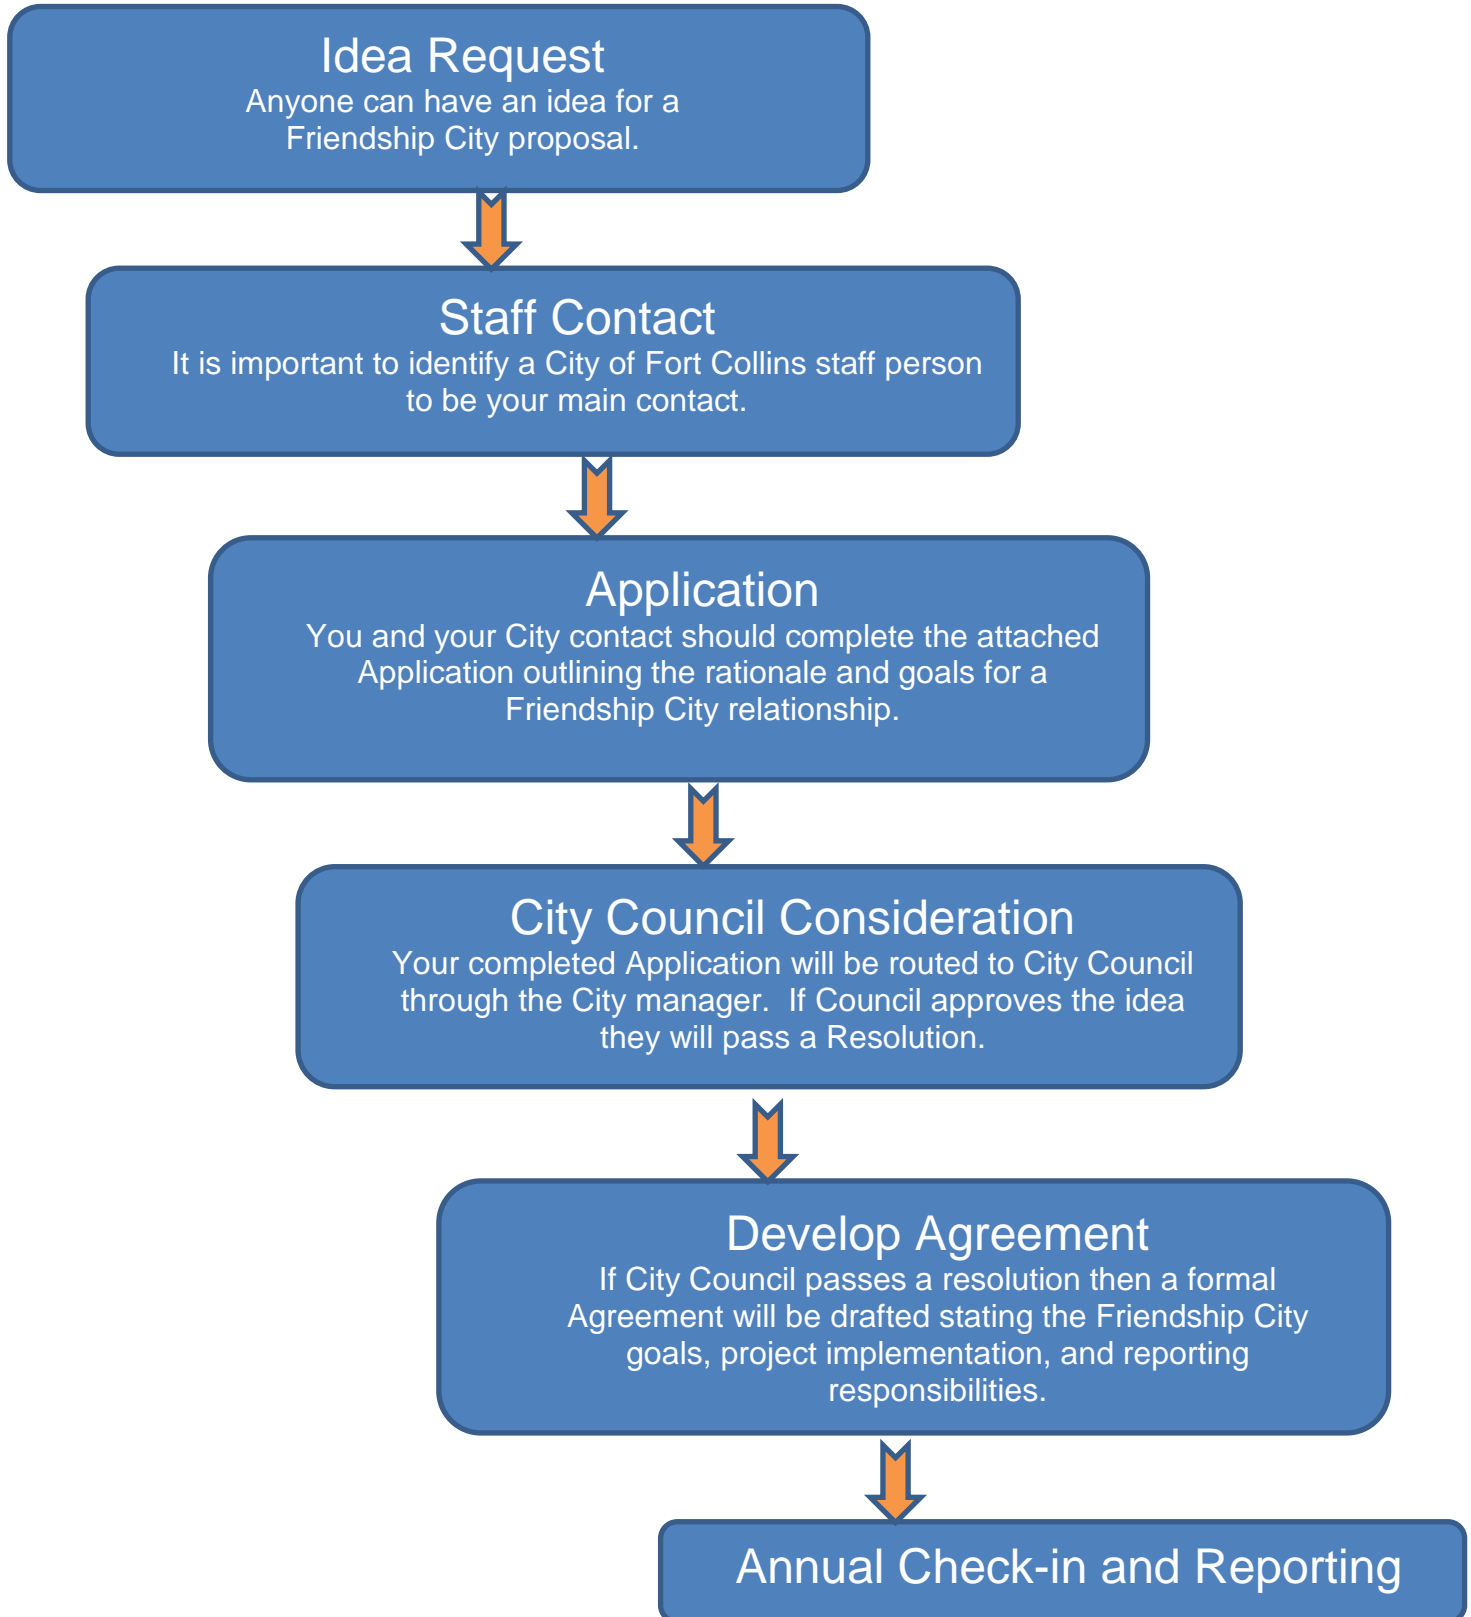 Idea Request
Anyone can have an idea for a
Friendship City proposal.
Staff Contact
It is important to identify a City of Fort Collins staff person
to be your main contact.
Application
You and your City contact should complete the attached
Application outlining the rationale and goals for a
Friendship City relationship.
City Council Consideration
Your completed Application will be routed to City Council
through the City manager.  If Council approves the idea
they will pass a Resolution.
Develop Agreement
If City Council passes a resolution then a formal
Agreement will be drafted stating the Friendship City
goals, project implementation, and reporting
responsibilities.
Annual Check-in and Reporting